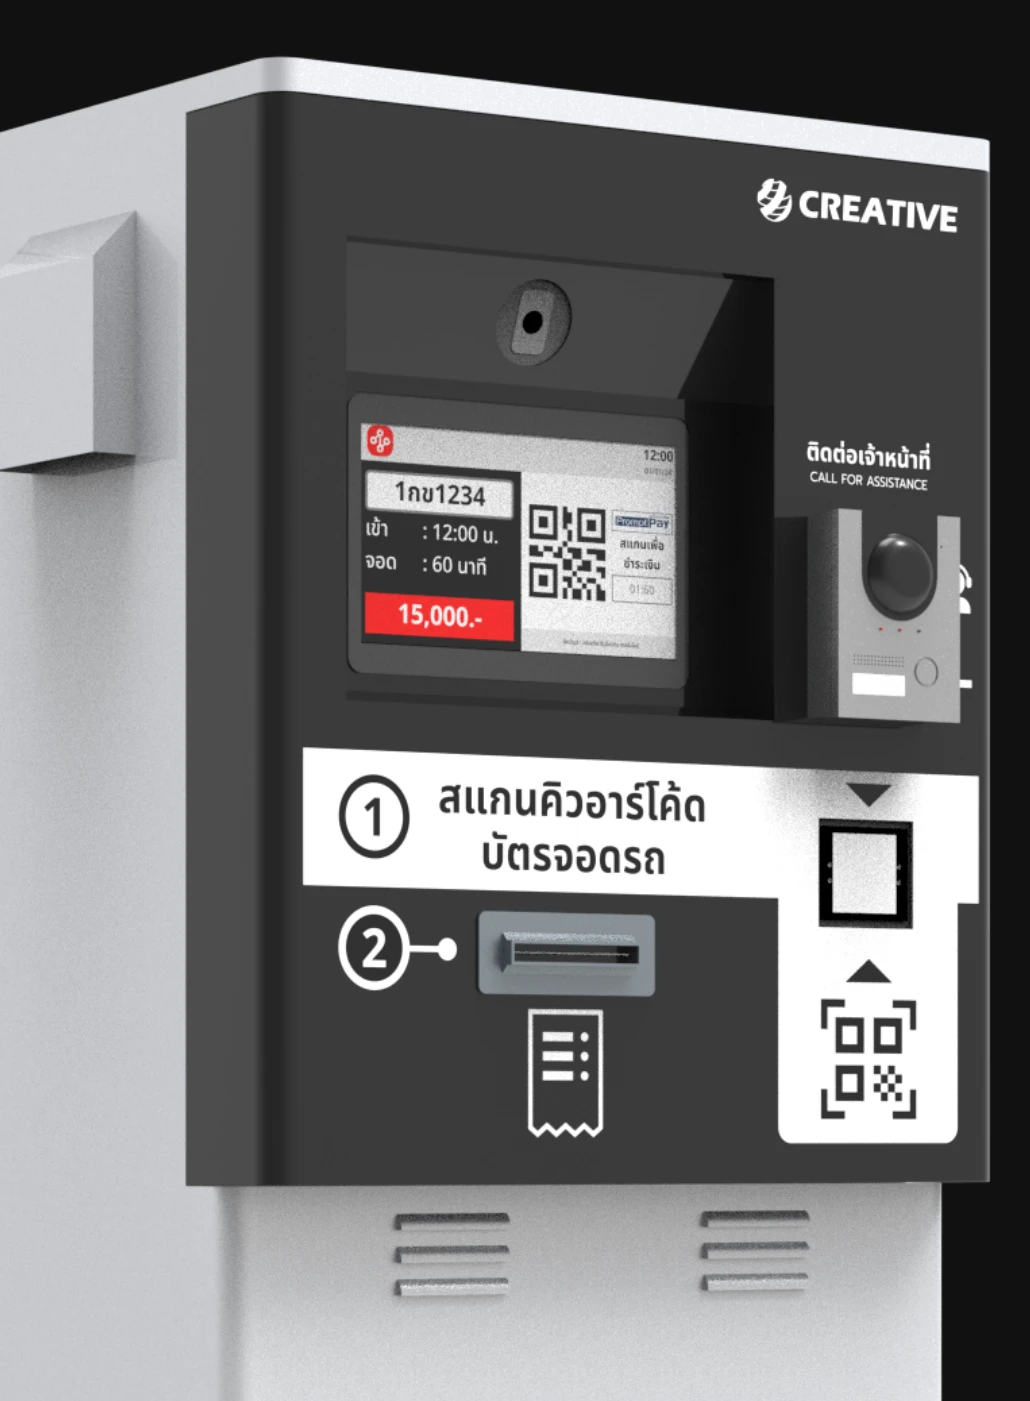 CREATIVE
ติดต่อเจ้าหน้าที่
CALL FOR ASSISTANCE
12:00
1กข1234
เข้า : 12:00 น.
จอด : 60 นาที
15,000.-
PromptPay
สแกนเพื่อ
ชำระเงิน
01:60
1
สแกนคิวอาร์โค้ด
บัตรจอดรถ
2